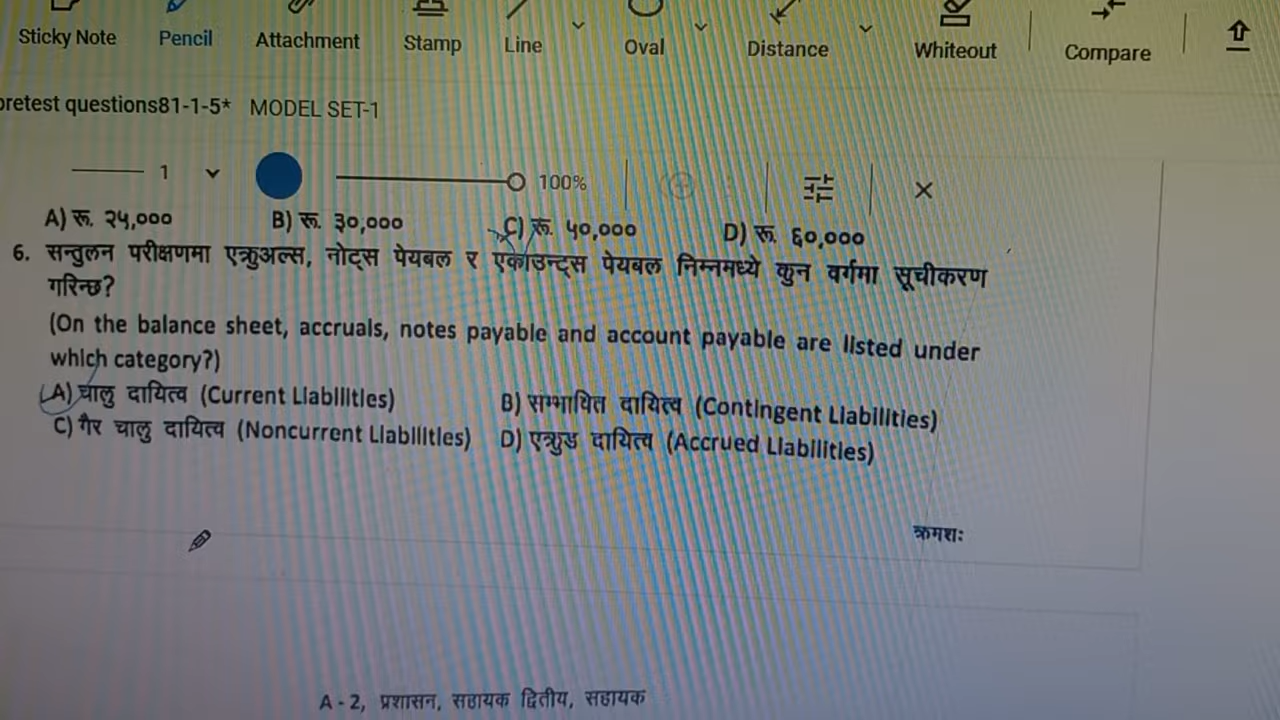 Sticky Note Pencil Attachment Stamp Line Oval Distance Whiteout Compare
pretest questions81-1-5* MODEL SET-1
1 100%
A) रू. २५,००० B) रू. ३०,००० C) रू. ५०,००० D) रू. ६०,०००
6. सन्तुलन परीक्षणमा एक्रुअल्स, नोट्स पेयबल र एकाउन्ट्स पेयबल निम्नमध्ये कुन वर्गमा सूचीकरण
गरिन्छ?
(On the balance sheet, accruals, notes payable and account payable are listed under
which category?)
A) चालु दायित्व (Current Liabilities) B) सम्भावित दायित्व (Contingent Liabilities)
C) गैर चालु दायित्व (Noncurrent Liabilities) D) एक्रुड दायित्व (Accrued Liabilities)
क्रमशः
A - 2, प्रशासन, सहायक द्वितीय, सहायक